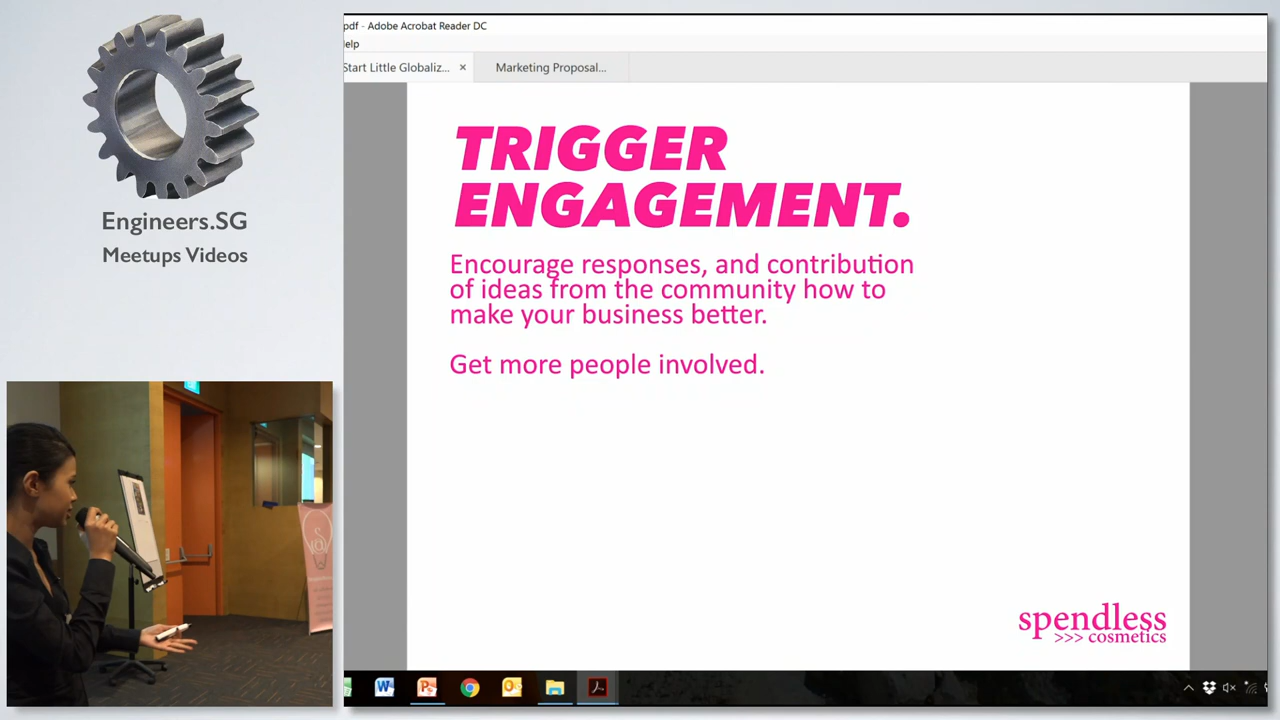 Engineers.SG
Meetups Videos
pdf - Adobe Acrobat Reader DC
elp
Start Little Globaliz...
×
Marketing Proposal...
TRIGGER
ENGAGEMENT.
Encourage responses, and contribution
of ideas from the community how to
make your business better.
Get more people involved.
spendless
>>> cosmetics